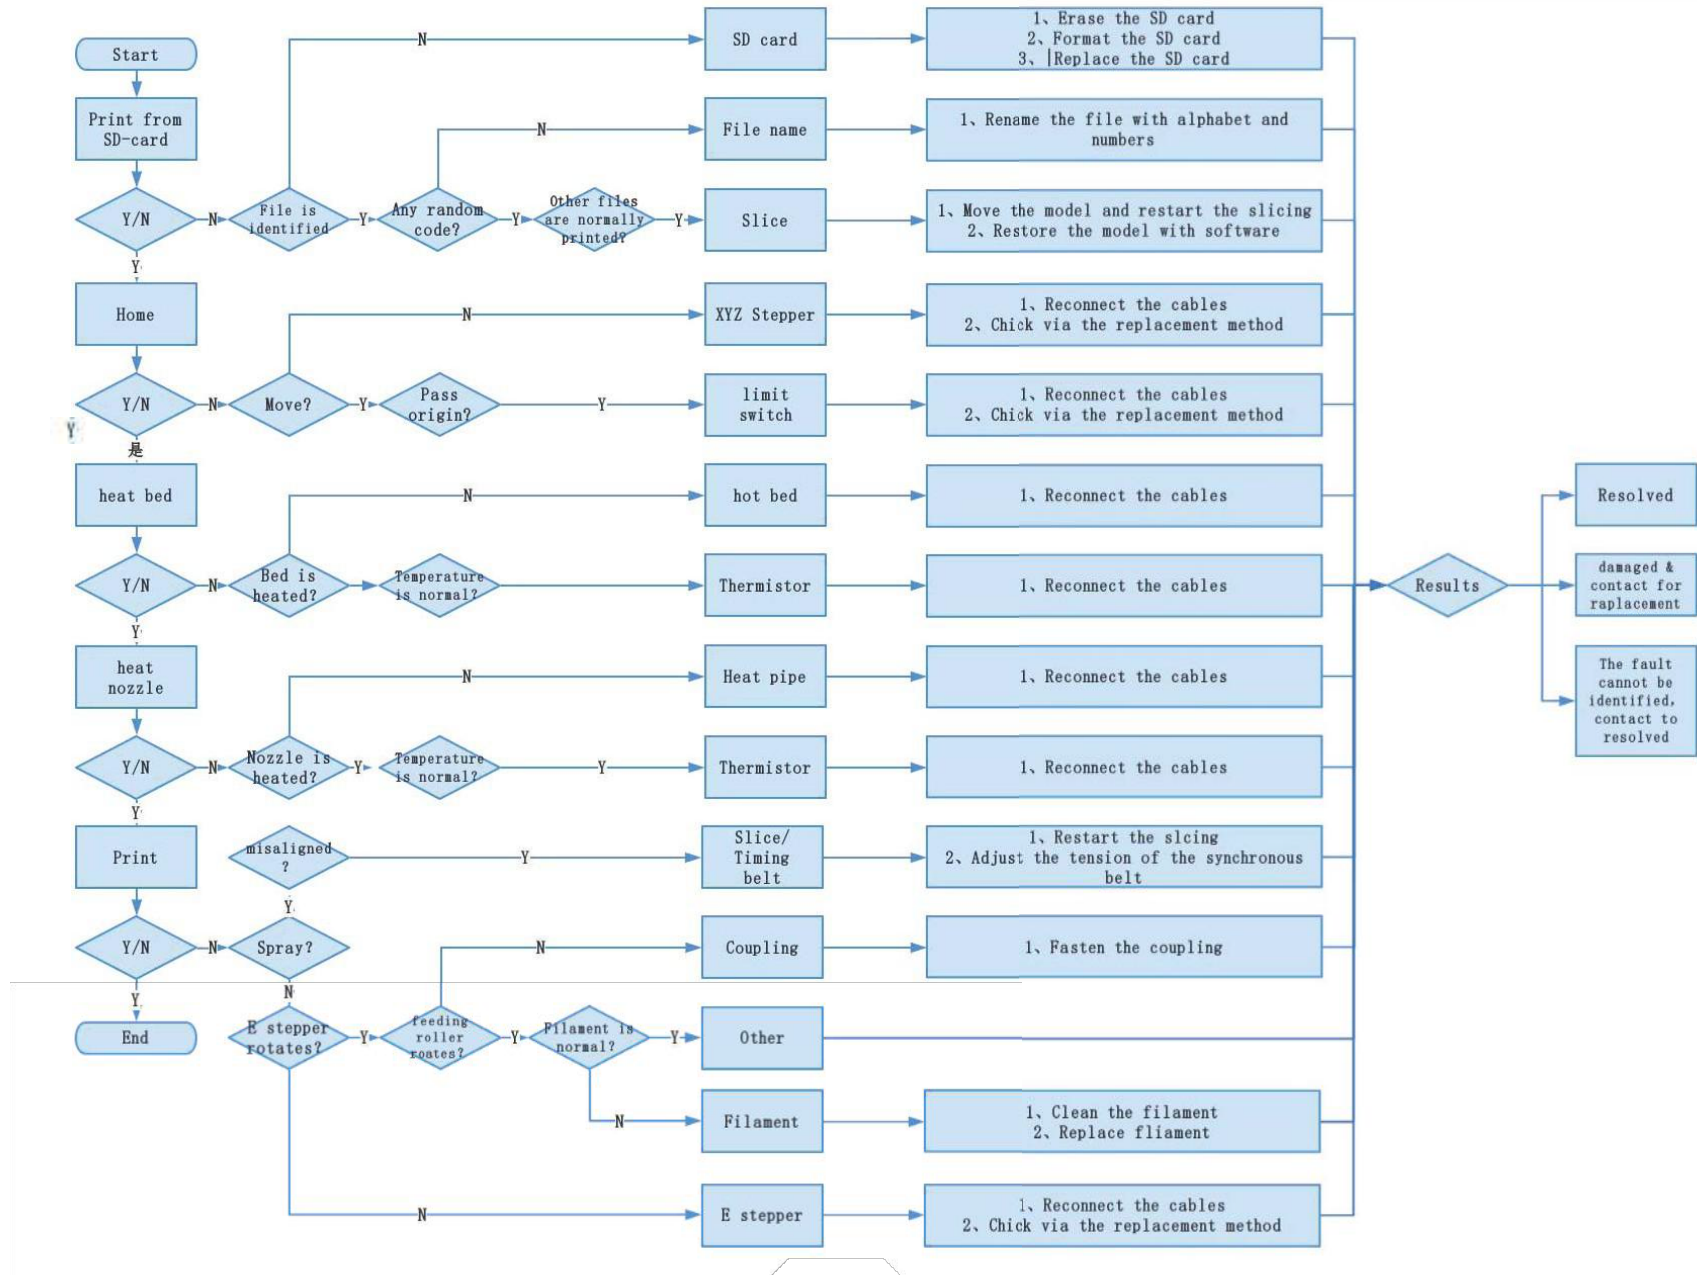 Start
N
SD card
1、Erase the SD card
2、Format the SD card
3、|Replace the SD card
Print from
SD-card
N
File name
1、Rename the file with alphabet and
numbers
Y/N
N
File is
identified
Y
Any random
code?
Y
Other files
are normally
printed?
Y
Slice
1、Move the model and restart the slicing
2、Restore the model with software
Y
Home
N
XYZ Stepper
1、Reconnect the cables
2、Chick via the replacement method
Y/N
N
Move?
Y
Pass
origin?
Y
limit
switch
1、Reconnect the cables
2、Chick via the replacement method
Y
是
heat bed
N
hot bed
1、Reconnect the cables
Resolved
Y/N
N
Bed is
heated?
Temperature
is normal?
Thermistor
1、Reconnect the cables
Results
damaged &
contact for
raplacement
Y
heat
nozzle
N
Heat pipe
1、Reconnect the cables
The fault
cannot be
identified,
contact to
resolved
Y/N
N
Nozzle is
heated?
Y
Temperature
is normal?
Y
Thermistor
1、Reconnect the cables
Y
Print
misaligned
?
Y
Slice/
Timing
belt
1、Restart the slcing
2、Adjust the tension of the synchronous
belt
Y
Y/N
N
Spray?
N
Coupling
1、Fasten the coupling
Y
N
End
E stepper
rotates?
Y
feeding
roller
roates?
Y
Filament is
normal?
Y
Other
N
Filament
1、Clean the filament
2、Replace fliament
N
E stepper
1、Reconnect the cables
2、Chick via the replacement method